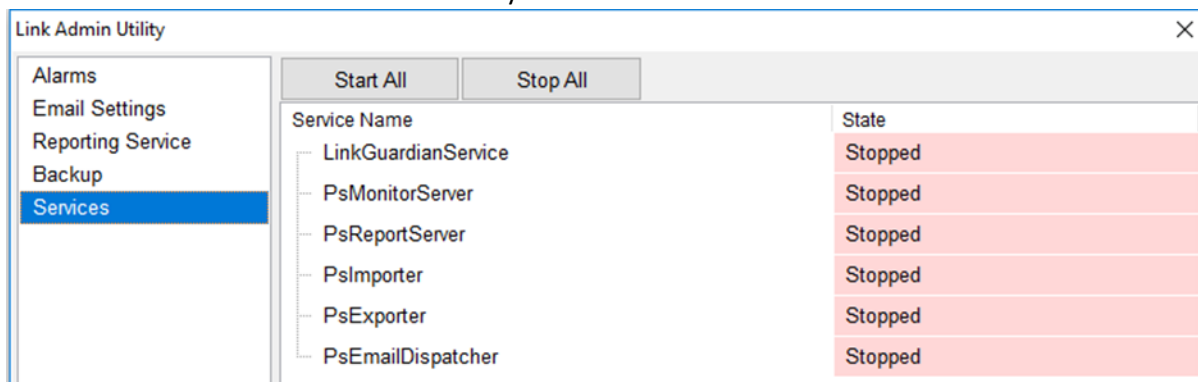 Link Admin Utility
Alarms
Email Settings
Reporting Service
Backup
Services
Start All Stop All
Service Name State
LinkGuardianService Stopped
PsMonitorServer Stopped
PsReportServer Stopped
PsImporter Stopped
PsExporter Stopped
PsEmailDispatcher Stopped